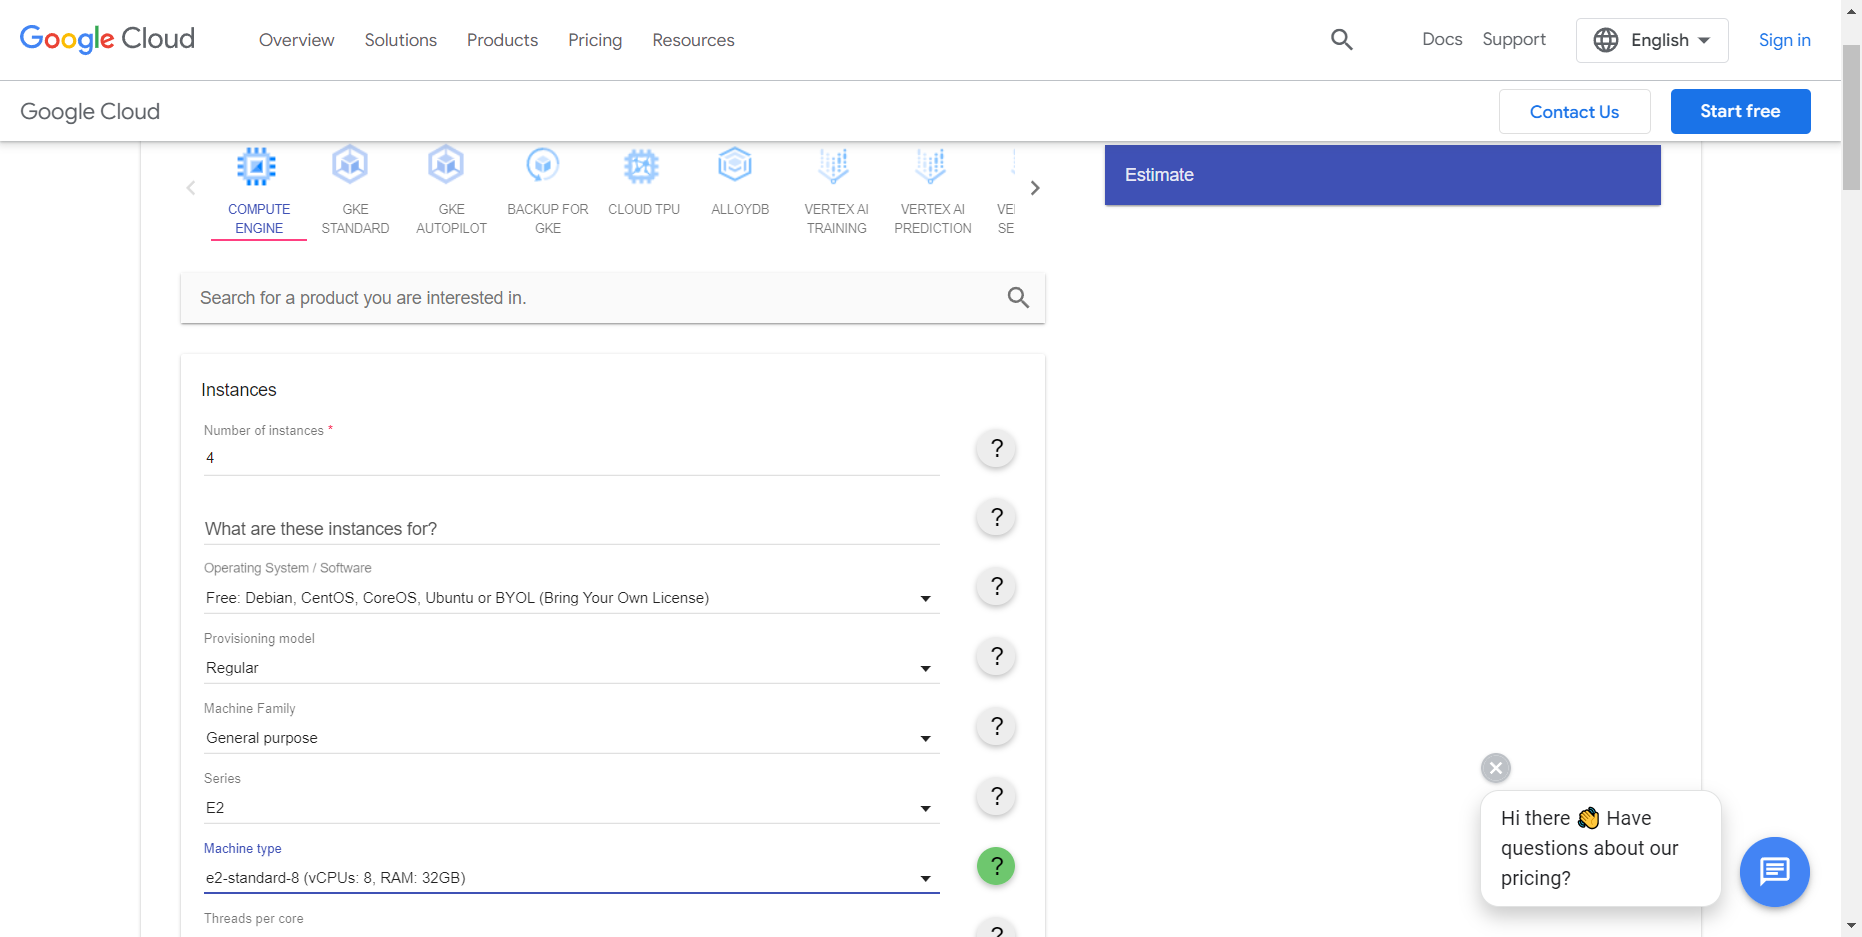 Google Cloud
Overview Solutions Products Pricing Resources
Docs Support English Sign in
Google Cloud
Contact Us Start free
COMPUTE ENGINE
GKE STANDARD
GKE AUTOPILOT
BACKUP FOR GKE
CLOUD TPU
ALLOYDB
VERTEX AI TRAINING
VERTEX AI PREDICTION
VE
SE
Estimate
Search for a product you are interested in.
Instances
Number of instances *
4
?
What are these instances for?
?
Operating System / Software
Free: Debian, CentOS, CoreOS, Ubuntu or BYOL (Bring Your Own License)
?
Provisioning model
Regular
?
Machine Family
General purpose
?
Series
E2
?
Machine type
e2-standard-8 (vCPUs: 8, RAM: 32GB)
?
Threads per core
?
Hi there 👋 Have
questions about our
pricing?